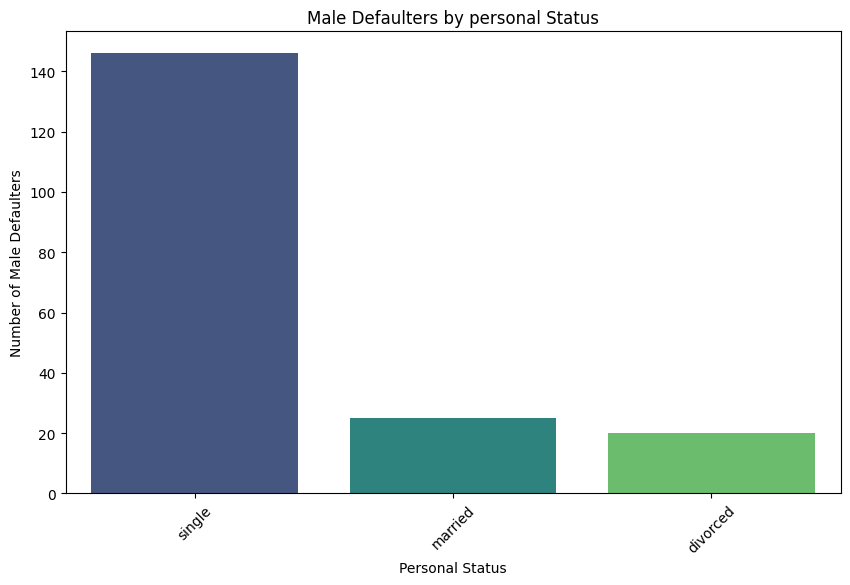 Male Defaulters by personal Status
Number of Male Defaulters
140
120
100
80
60
40
20
0
single
married
divorced
Personal Status